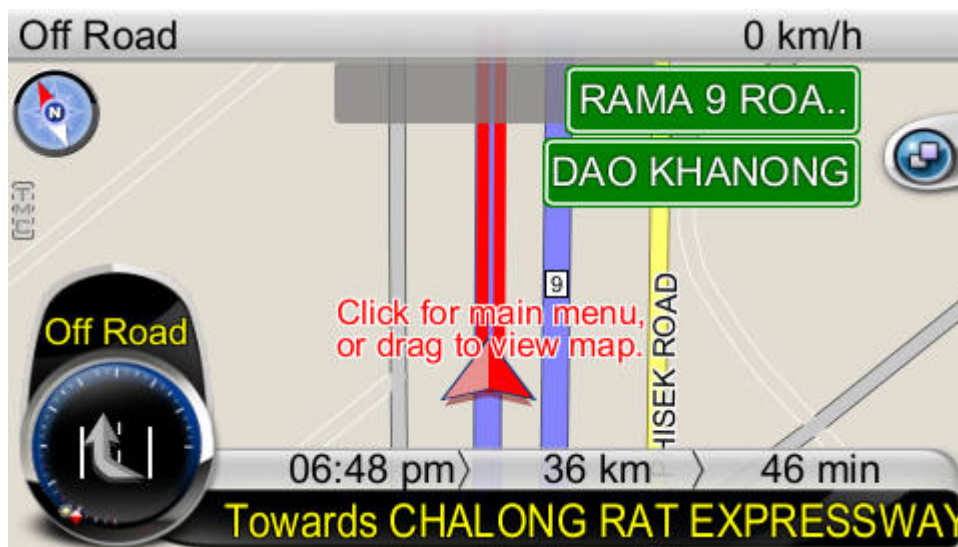 Off Road
0 km/h
N
RAMA 9 ROA..
DAO KHANONG
TMC
9
HISEK-ROAD
Click for main menu,
or drag to view map.
Off Road
06:48 pm
36 km
46 min
Towards CHALONG RAT EXPRESSWAY